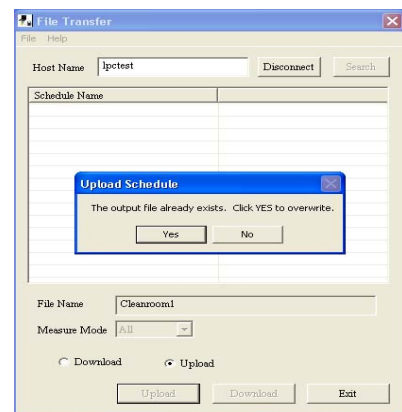 File Transfer
File Help
Host Name lpctest Disconnect Search
Schedule Name
Upload Schedule
The output file already exists. Click YES to overwrite.
Yes No
File Name Cleanroom1
Measure Mode All
Download Upload
Upload Download Exit